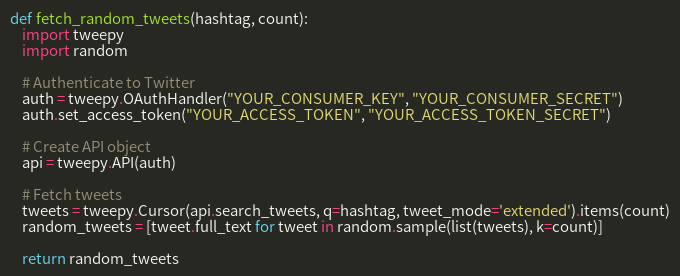 def fetch_random_tweets(hashtag, count):
    import tweepy
    import random

    # Authenticate to Twitter
    auth = tweepy.OAuthHandler("YOUR_CONSUMER_KEY", "YOUR_CONSUMER_SECRET")
    auth.set_access_token("YOUR_ACCESS_TOKEN", "YOUR_ACCESS_TOKEN_SECRET")

    # Create API object
    api = tweepy.API(auth)

    # Fetch tweets
    tweets = tweepy.Cursor(api.search_tweets, q=hashtag, tweet_mode='extended').items(count)
    random_tweets = [tweet.full_text for tweet in random.sample(list(tweets), k=count)]

    return random_tweets